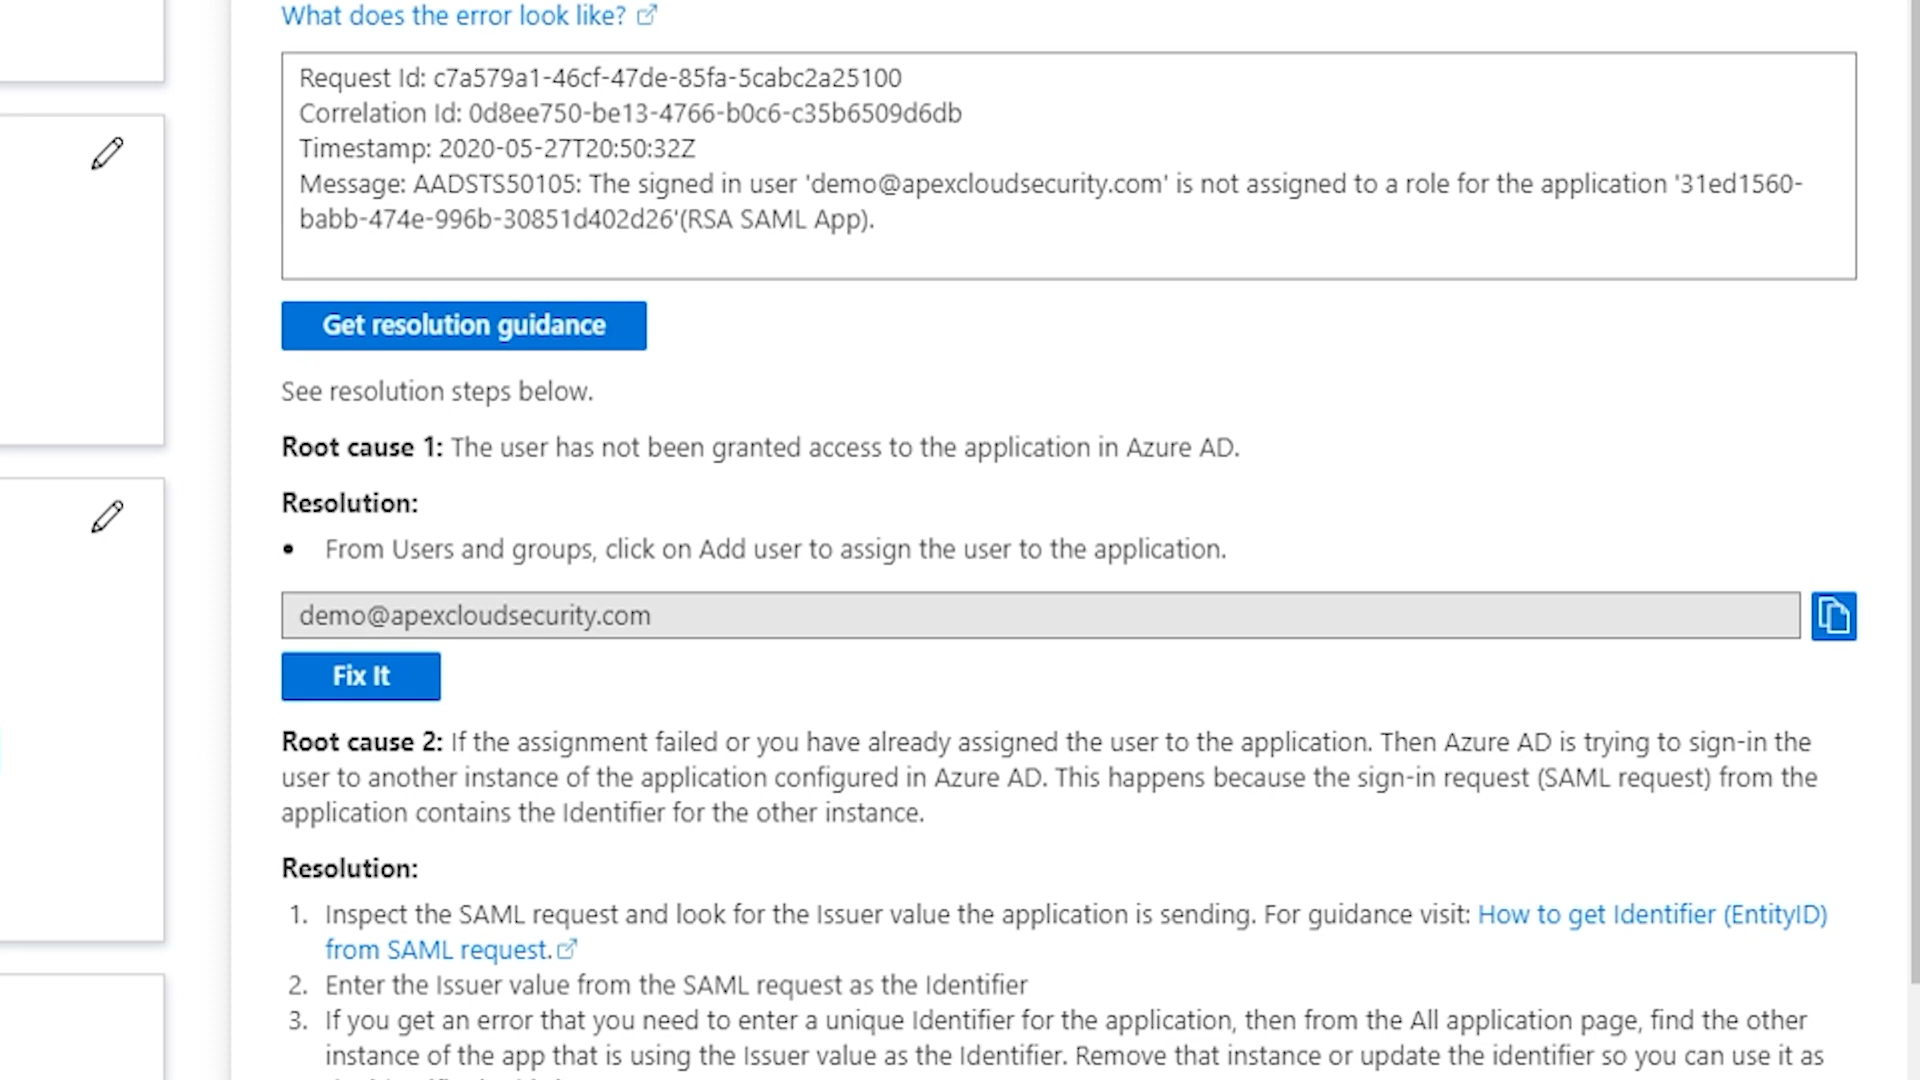 What does the error look like?
Request Id: c7a579a1-46cf-47de-85fa-5cabc2a25100
Correlation Id: 0d8ee750-be13-4766-b0c6-c35b6509d6db
Timestamp: 2020-05-27T20:50:32Z
Message: AADSTS50105: The signed in user 'demo@apexcloudsecurity.com' is not assigned to a role for the application '31ed1560-
babb-474e-996b-30851d402d26'(RSA SAML App).
Get resolution guidance
See resolution steps below.
Root cause 1: The user has not been granted access to the application in Azure AD.
Resolution:
• From Users and groups, click on Add user to assign the user to the application.
demo@apexcloudsecurity.com
Fix It
Root cause 2: If the assignment failed or you have already assigned the user to the application. Then Azure AD is trying to sign-in the
user to another instance of the application configured in Azure AD. This happens because the sign-in request (SAML request) from the
application contains the Identifier for the other instance.
Resolution:
1. Inspect the SAML request and look for the Issuer value the application is sending. For guidance visit: How to get Identifier (EntityID)
from SAML request.
2. Enter the Issuer value from the SAML request as the Identifier
3. If you get an error that you need to enter a unique Identifier for the application, then from the All application page, find the other
instance of the app that is using the Issuer value as the Identifier. Remove that instance or update the identifier so you can use it as